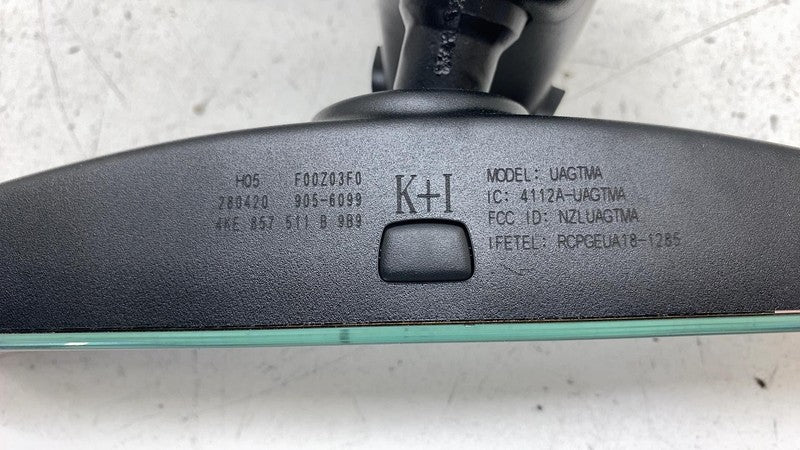 H05 F00Z03F0
280420 905-6099
4KE 857 511 B 9B9
K+I
MODEL: UAGTMA
IC: 4112A-UAGTMA
FCC ID: NZLUAGTMA
IFETEL: RCPGEUA18-1285